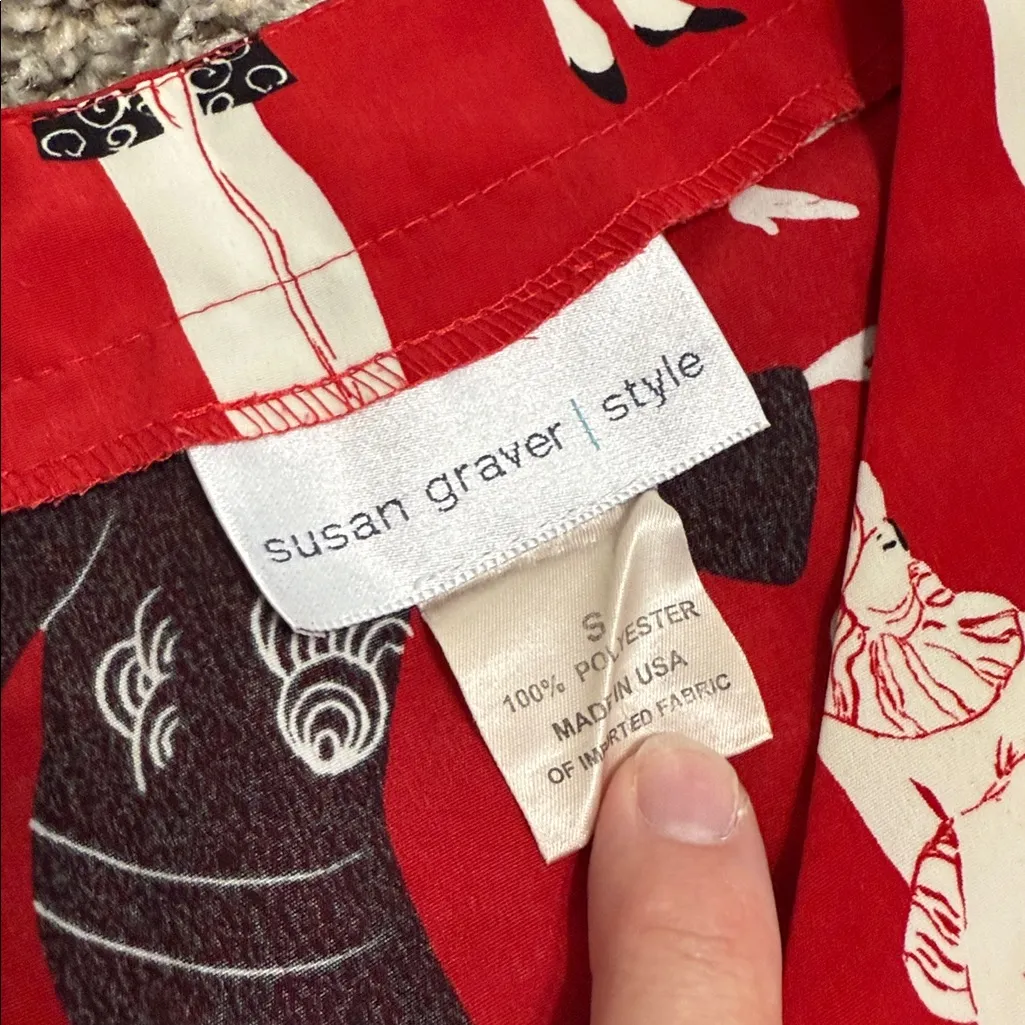 susan graver | style
S
100% POLYESTER
MADE IN USA
OF IMPORTED FABRIC